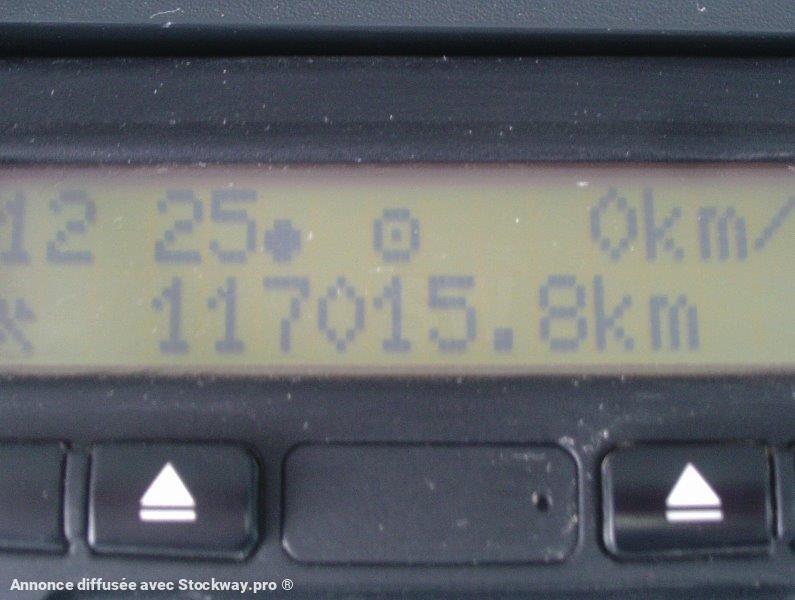 12 25 0km/
117015.8km
Annonce diffusée avec Stockway.pro ®